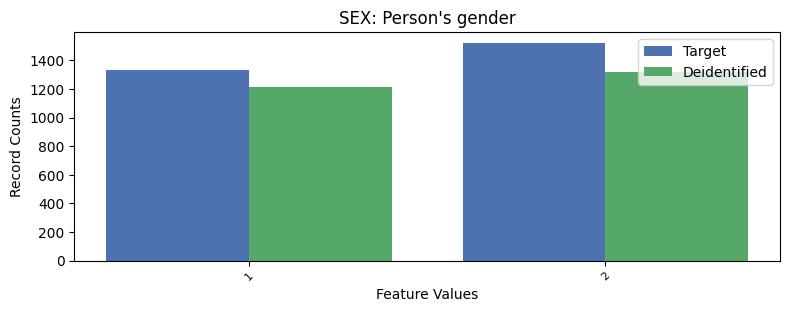 SEX: Person's gender
Target
Deidentified
Record Counts
1400
1200
1000
800
600
400
200
0
1
2
Feature Values